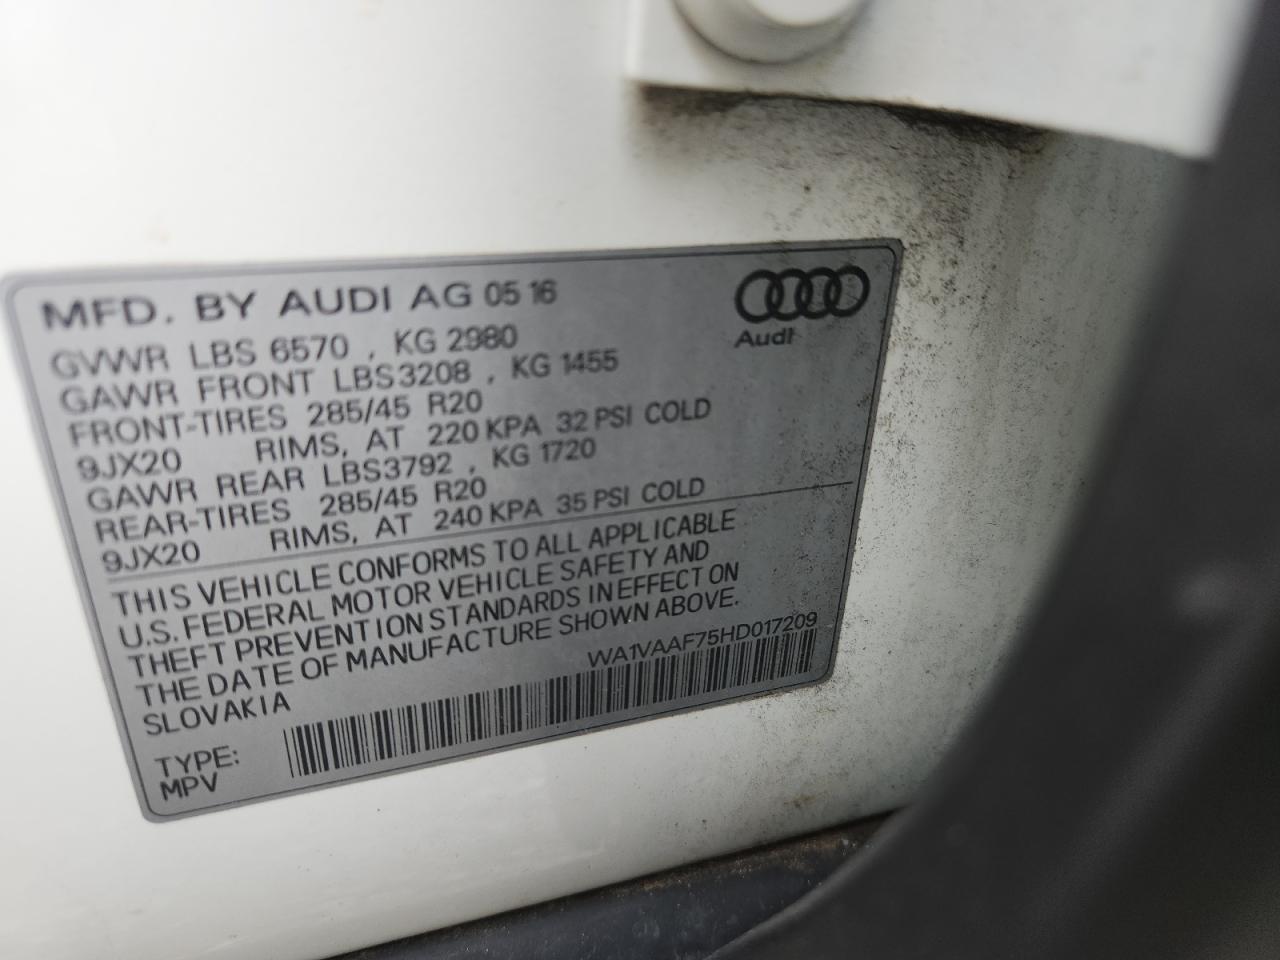 MFD. BY AUDI AG 05 16
Audi
GVWR LBS 6570 , KG 2980
GAWR FRONT LBS3208 , KG 1455
FRONT-TIRES 285/45 R20
9JX20 RIMS, AT 220 KPA 32 PSI COLD
GAWR REAR LBS3792 , KG 1720
REAR-TIRES 285/45 R20
9JX20 RIMS, AT 240 KPA 35 PSI COLD
THIS VEHICLE CONFORMS TO ALL APPLICABLE
U.S. FEDERAL MOTOR VEHICLE SAFETY AND
THEFT PREVENTION STANDARDS IN EFFECT ON
THE DATE OF MANUFACTURE SHOWN ABOVE.
SLOVAKIA
WA1VAAF75HD017209
TYPE:
MPV